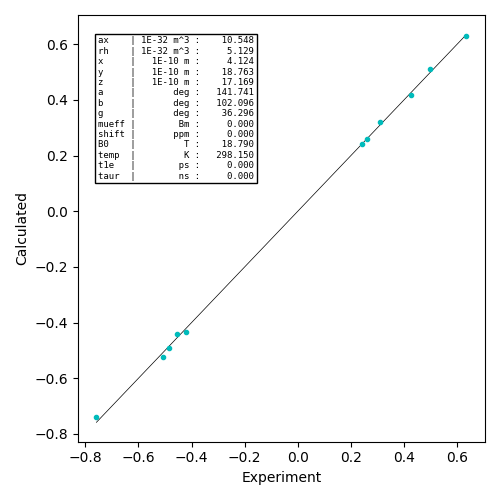 ax | 1E-32 m^3 : 10.548
rh | 1E-32 m^3 : 5.129
x | 1E-10 m : 4.124
y | 1E-10 m : 18.763
z | 1E-10 m : 17.169
a | deg : 141.741
b | deg : 102.096
g | deg : 36.296
mueff | Bm : 0.000
shift | ppm : 0.000
B0 | T : 18.790
temp | K : 298.150
t1e | ps : 0.000
taur | ns : 0.000
0.6
0.4
0.2
0.0
−0.2
−0.4
−0.6
−0.8
Calculated
−0.8 −0.6 −0.4 −0.2 0.0 0.2 0.4 0.6
Experiment